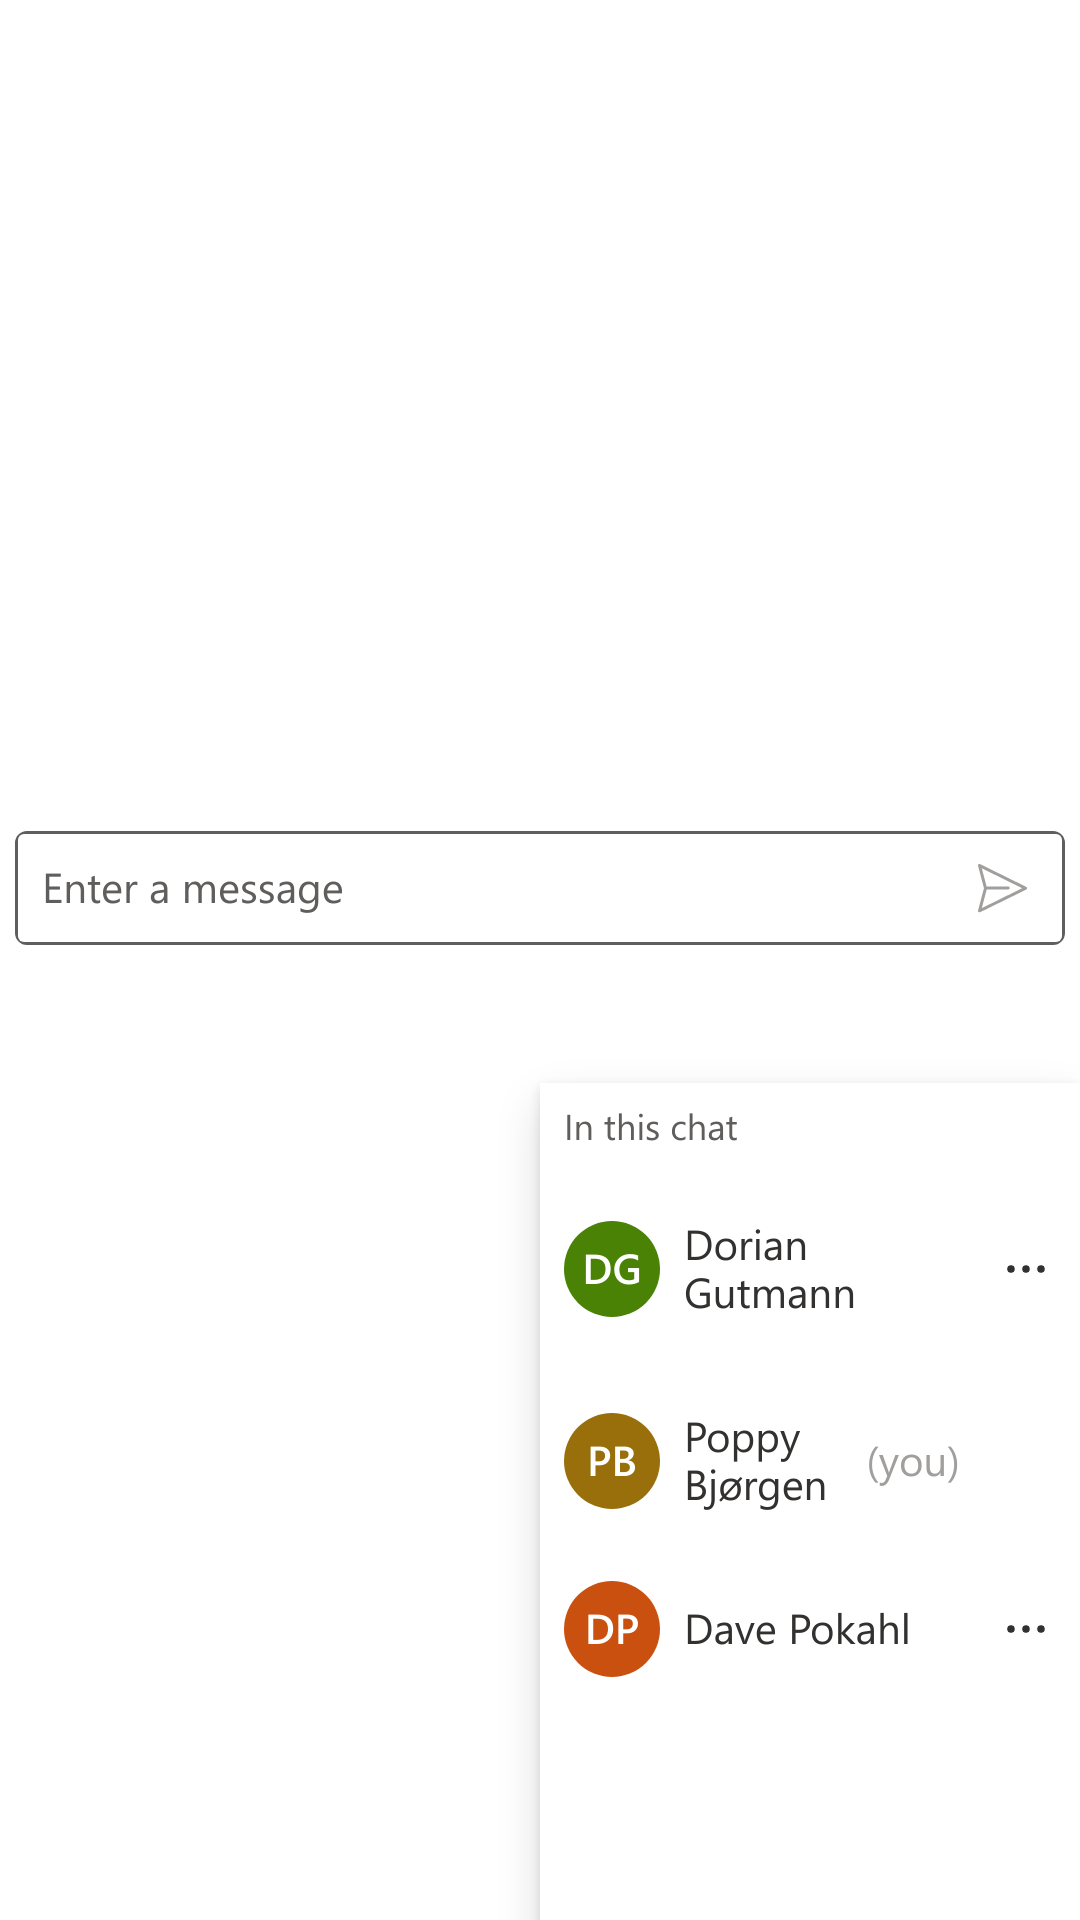 Enter a message
In this chat
DG
Dorian
Gutmann
PB
Poppy
Bjørgen
(you)
DP
Dave Pokahl